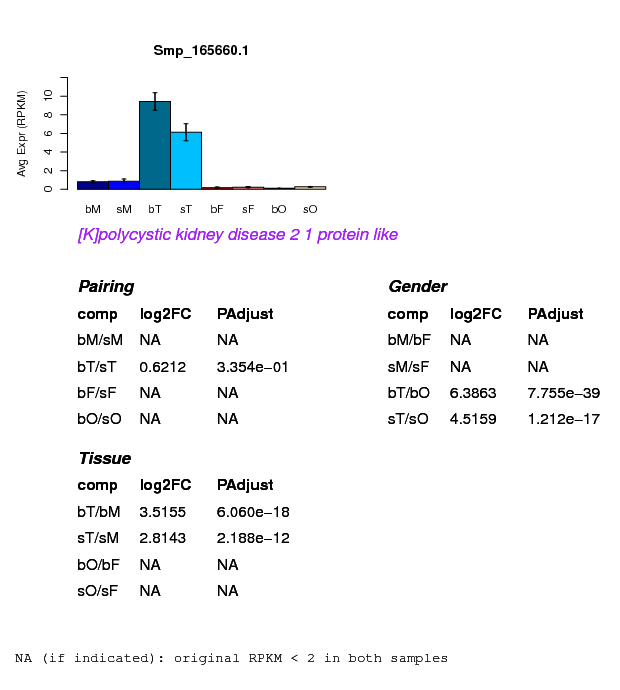 Smp_165660.1
Avg Expr (RPKM)
10
8
6
4
2
0
bM sM bT sT bF sF bO sO
[K]polycystic kidney disease 2 1 protein like
Pairing
comp log2FC PAdjust
bM/sM NA NA
bT/sT 0.6212 3.354e−01
bF/sF NA NA
bO/sO NA NA
Gender
comp log2FC PAdjust
bM/bF NA NA
sM/sF NA NA
bT/bO 6.3863 7.755e−39
sT/sO 4.5159 1.212e−17
Tissue
comp log2FC PAdjust
bT/bM 3.5155 6.060e−18
sT/sM 2.8143 2.188e−12
bO/bF NA NA
sO/sF NA NA
NA (if indicated): original RPKM < 2 in both samples